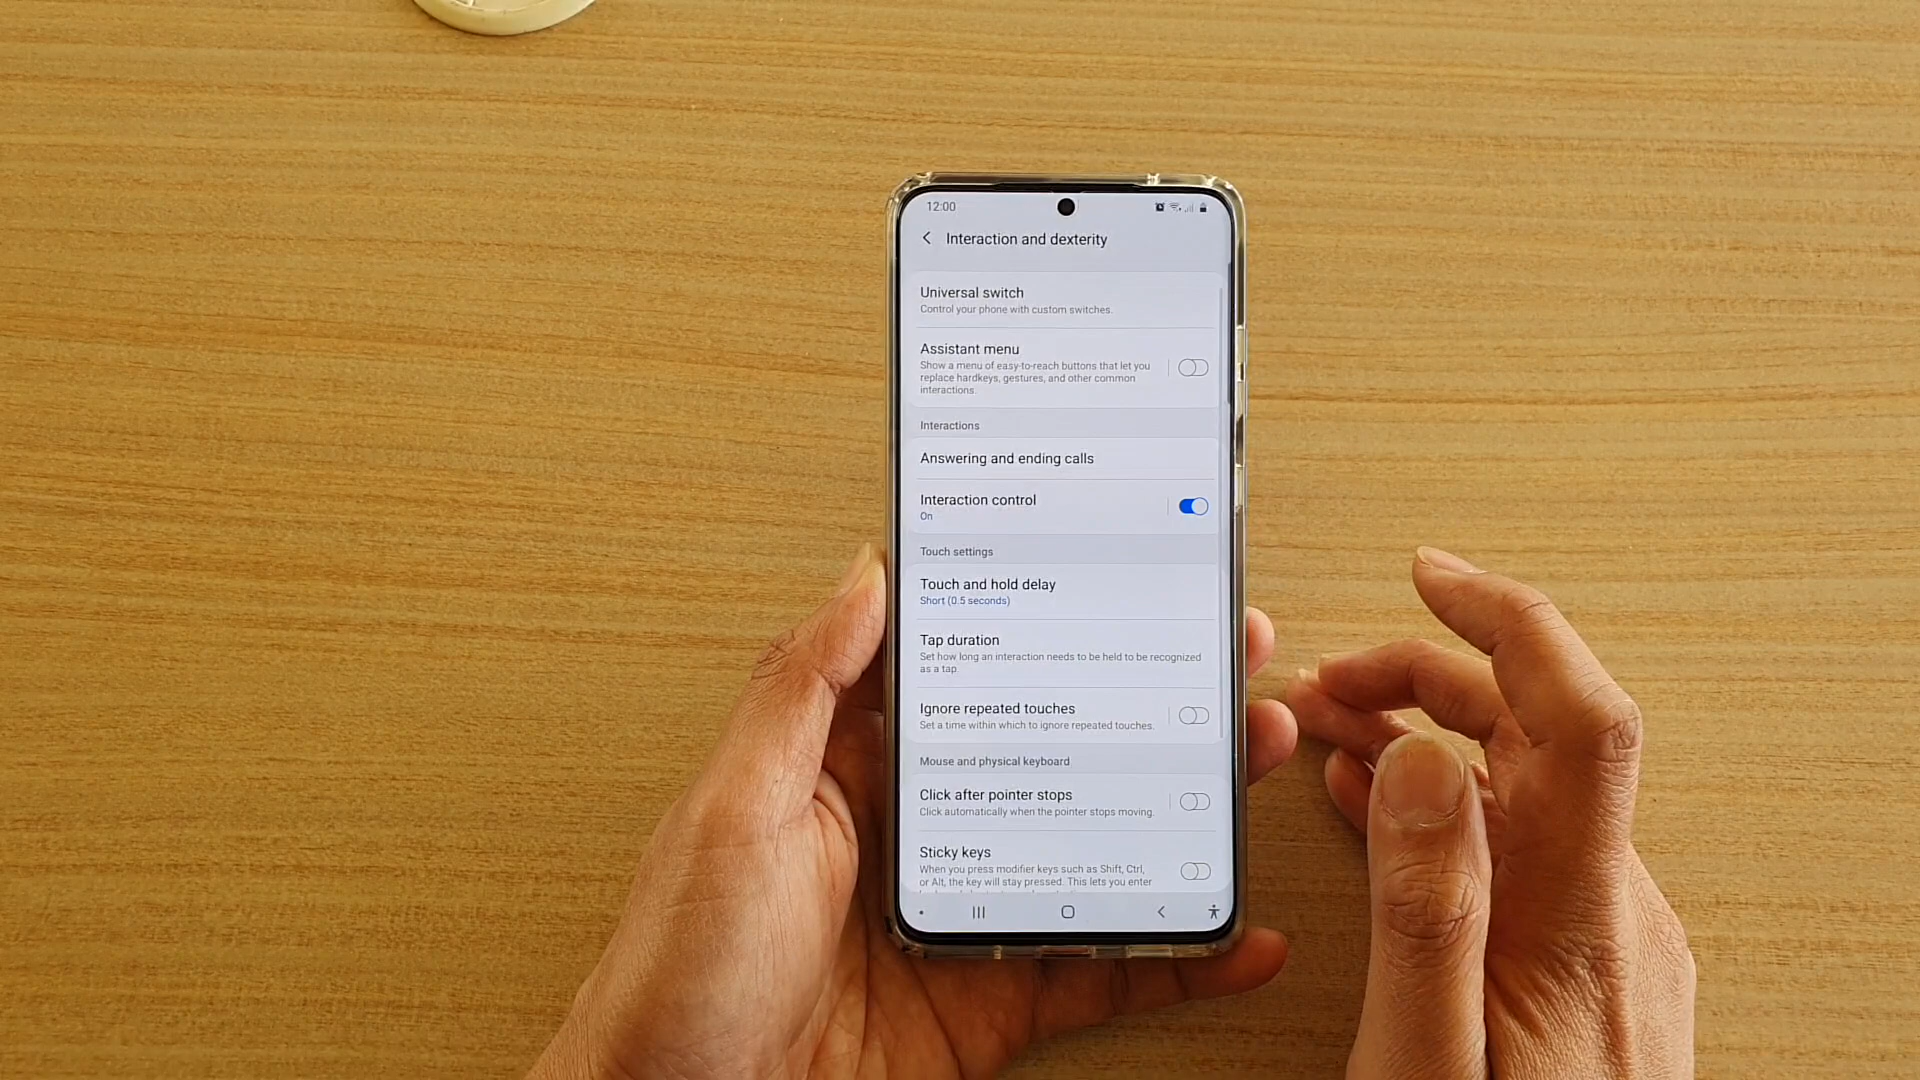 12:00
Interaction and dexterity
Universal switch
Control your phone with custom switches.
Assistant menu
Show a menu of easy-to-reach buttons that let you
replace hardkeys, gestures, and other common
interactions.
Interactions
Answering and ending calls
Interaction control
On
Touch settings
Touch and hold delay
Short (0.5 seconds)
Tap duration
Set how long an interaction needs to be held to be recognized
as a tap.
Ignore repeated touches
Set a time within which to ignore repeated touches.
Mouse and physical keyboard
Click after pointer stops
Click automatically when the pointer stops moving.
Sticky keys
When you press modifier keys such as Shift, Ctrl,
or Alt, the key will stay pressed. This lets you enter